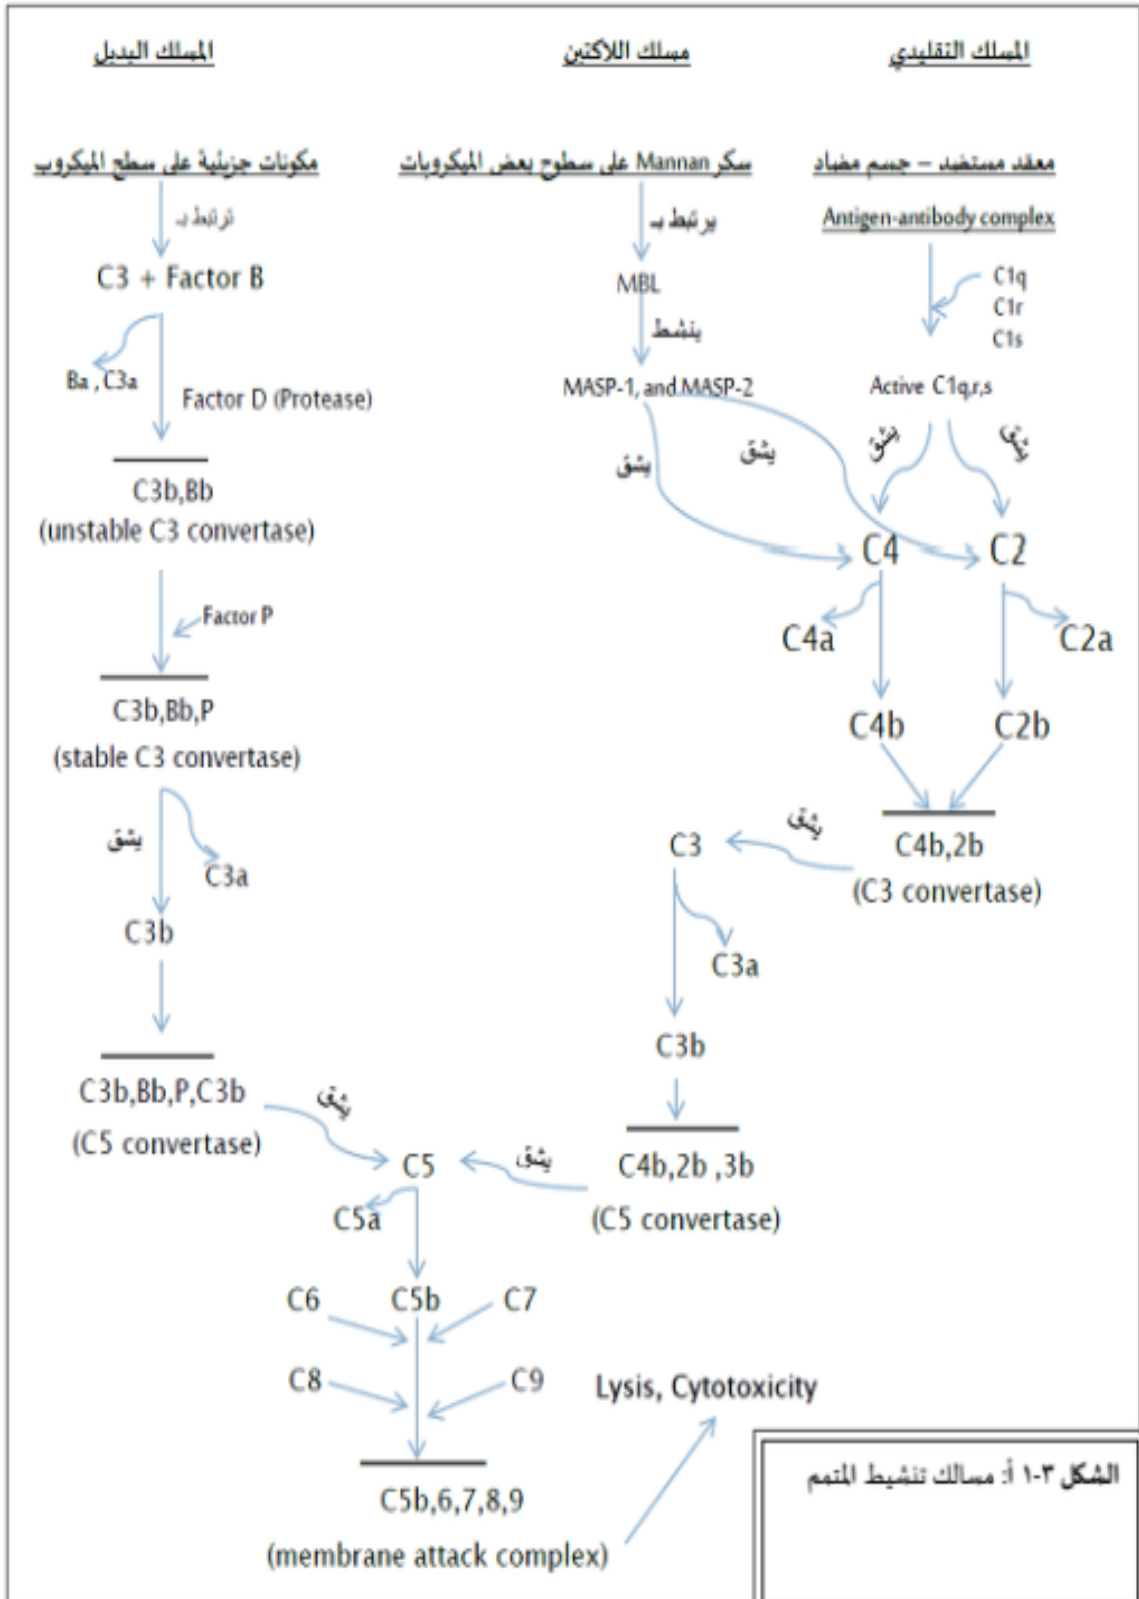 المسلك التقليدي
معقد مستضد – جسم مضاد
Antigen-antibody complex
C1q
C1r
C1s
Active C1q,r,s
يشق
يشق
C4
C2
C4a
C2a
C4b
C2b
C4b,2b
(C3 convertase)
مسلك اللاكتين
سكر Mannan على سطوح بعض الميكروبات
يرتبط بـ
MBL
ينشط
MASP-1, and MASP-2
يشق
يشق
يشق
C3
C3a
C3b
C4b,2b ,3b
(C5 convertase)
يشق
المسلك البديل
مكونات جزيئية على سطح الميكروب
ترتبط بـ
C3 + Factor B
Ba , C3a
Factor D (Protease)
C3b,Bb
(unstable C3 convertase)
Factor P
C3b,Bb,P
(stable C3 convertase)
يشق
C3a
C3b
C3b,Bb,P,C3b
(C5 convertase)
يشق
C5
C5a
C6
C5b
C7
C8
C9
Lysis, Cytotoxicity
C5b,6,7,8,9
(membrane attack complex)
الشكل ٣-١ أ: مسالك تنشيط المتمم